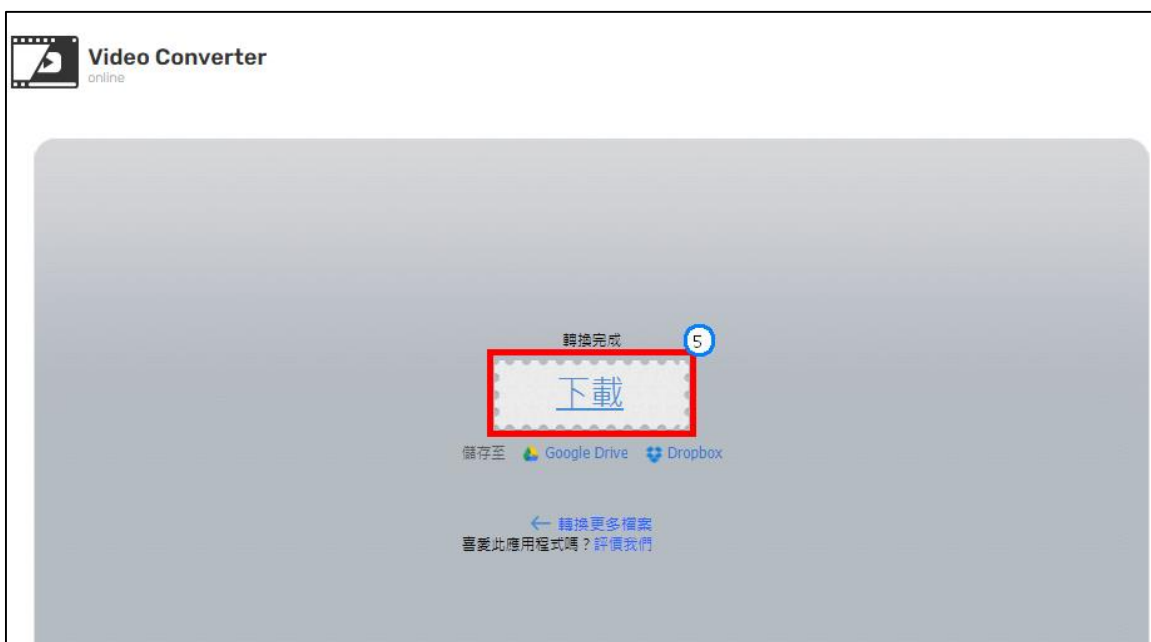 Video Converter
online
轉換完成
5
下載
儲存至 Google Drive Dropbox
← 轉換更多檔案
喜愛此應用程式嗎？評價我們